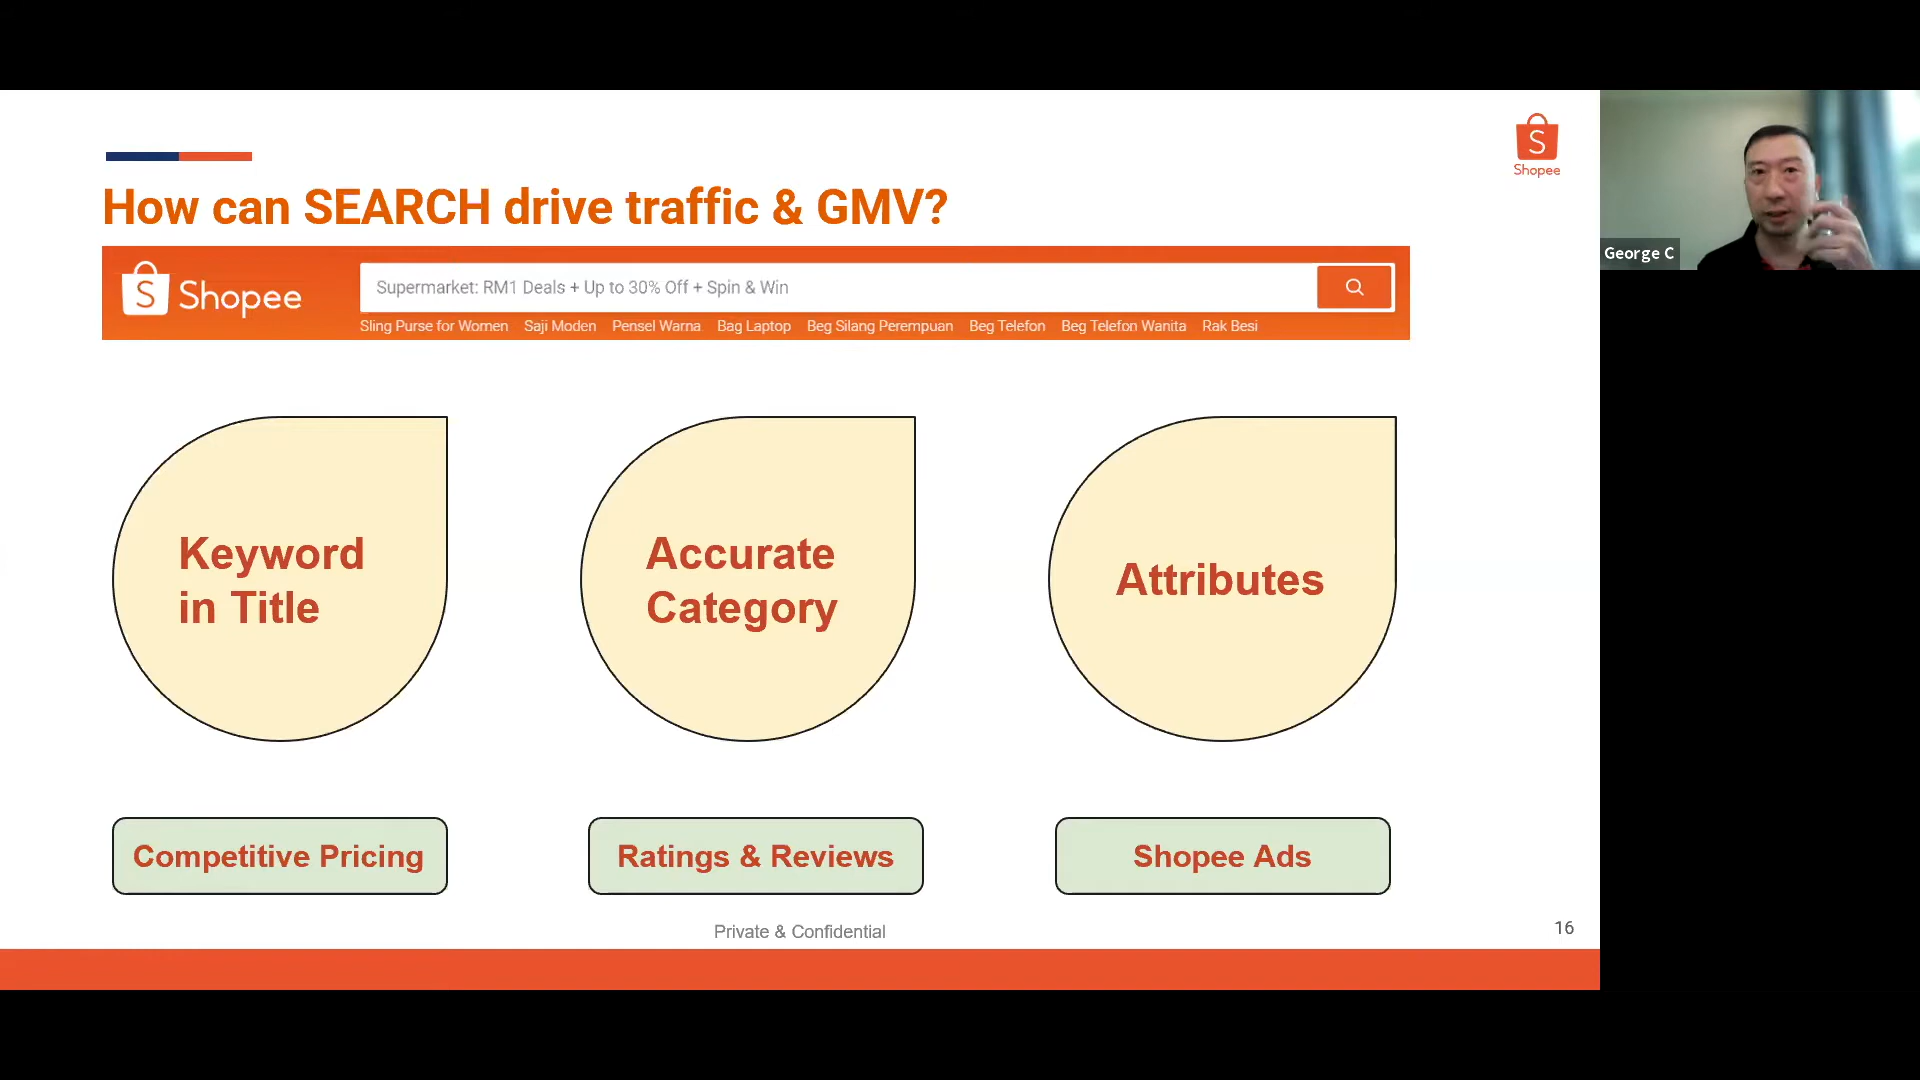 S
Shopee
How can SEARCH drive traffic & GMV?
S Shopee
Supermarket: RM1 Deals + Up to 30% Off + Spin & Win
Sling Purse for Women Saji Moden Pensel Warna Bag Laptop Beg Silang Perempuan Beg Telefon Beg Telefon Wanita Rak Besi
Keyword
in Title
Accurate
Category
Attributes
Competitive Pricing
Ratings & Reviews
Shopee Ads
Private & Confidential
16
George C